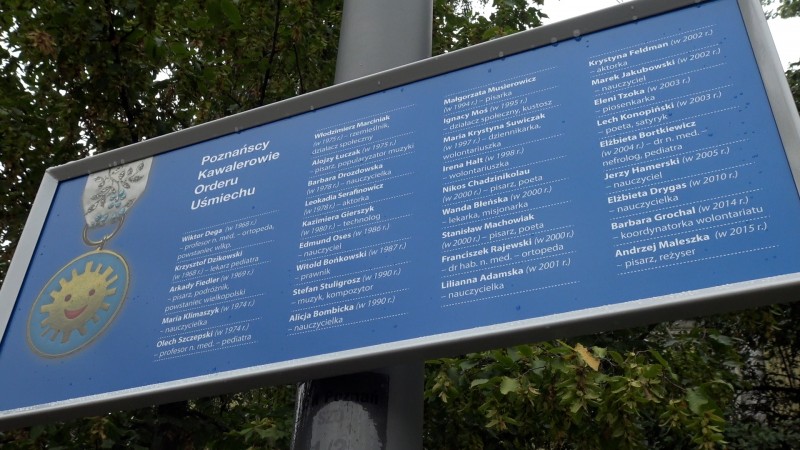 Poznańscy
Kawalerowie
Orderu
Uśmiechu
Wiktor Dega (w 1968 r.)
– profesor n. med. – ortopeda,
powstaniec wlkp.
Krzysztof Dzikowski
(w 1968 r.) – lekarz pediatra
Arkady Fiedler (w 1969 r.)
– pisarz, podróżnik,
powstaniec wielkopolski
Maria Klimaszyk (w 1974 r.)
– nauczycielka
Olech Szczepski (w 1974 r.)
– profesor n. med. – pediatra
Włodzimierz Marciniak
(w 1975 r.) – rzemieślnik,
działacz społeczny
Alojzy Łuczak (w 1975 r.)
– pisarz, popularyzator muzyki
Barbara Drozdowska
(w 1978 r.) – nauczycielka
Leokadia Serafinowicz
(w 1979 r.) – aktorka
Kazimiera Gierszyk
(w 1980 r.) – technolog
Edmund Oses (w 1986 r.)
– nauczyciel
Witold Bońkowski (w 1987 r.)
– prawnik
Stefan Stuligrosz (w 1990 r.)
– muzyk, kompozytor
Alicja Bombicka (w 1990 r.)
– nauczycielka
Małgorzata Musierowicz
(w 1994 r.) – pisarka
Ignacy Moś (w 1995 r.)
– działacz społeczny, kustosz
Maria Krystyna Suwiczak
(w 1997 r.) – dziennikarka,
wolontariuszka
Irena Hałt (w 1998 r.)
– wolontariuszka
Nikos Chadzinikolau
(w 2000 r.) – pisarz, poeta
Wanda Bleńska (w 2000 r.)
– lekarka, misjonarka
Stanisław Machowiak
(w 2000 r.) – pisarz, poeta
Franciszek Rajewski (w 2000 r.)
– dr hab. n. med. – ortopeda
Lilianna Adamska (w 2001 r.)
– nauczycielka
Krystyna Feldman (w 2002 r.)
– aktorka
Marek Jakubowski (w 2002 r.)
– nauczyciel
Eleni Tzoka (w 2003 r.)
– piosenkarka
Lech Konopiński (w 2003 r.)
– poeta, satyryk
Elżbieta Bortkiewicz
(w 2004 r.) – dr n. med. –
nefrolog, pediatra
Jerzy Hamerski (w 2005 r.)
– nauczyciel
Elżbieta Drygas (w 2010 r.)
– nauczycielka
Barbara Grochal (w 2014 r.)
– koordynatorka wolontariatu
Andrzej Maleszka (w 2015 r.)
– pisarz, reżyser